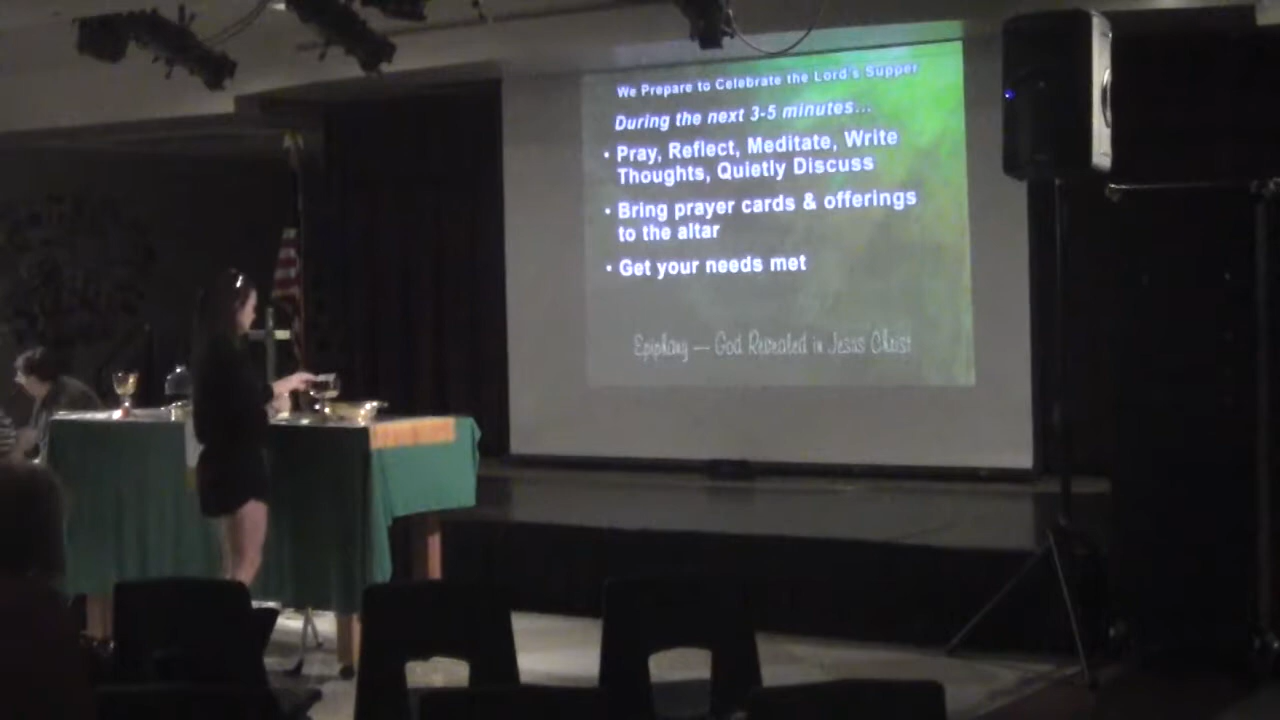 We Prepare to Celebrate the Lord's Supper
During the next 3-5 minutes...
• Pray, Reflect, Meditate, Write
Thoughts, Quietly Discuss
• Bring prayer cards & offerings
to the altar
• Get your needs met
Epiphany — God Revealed in Jesus Christ